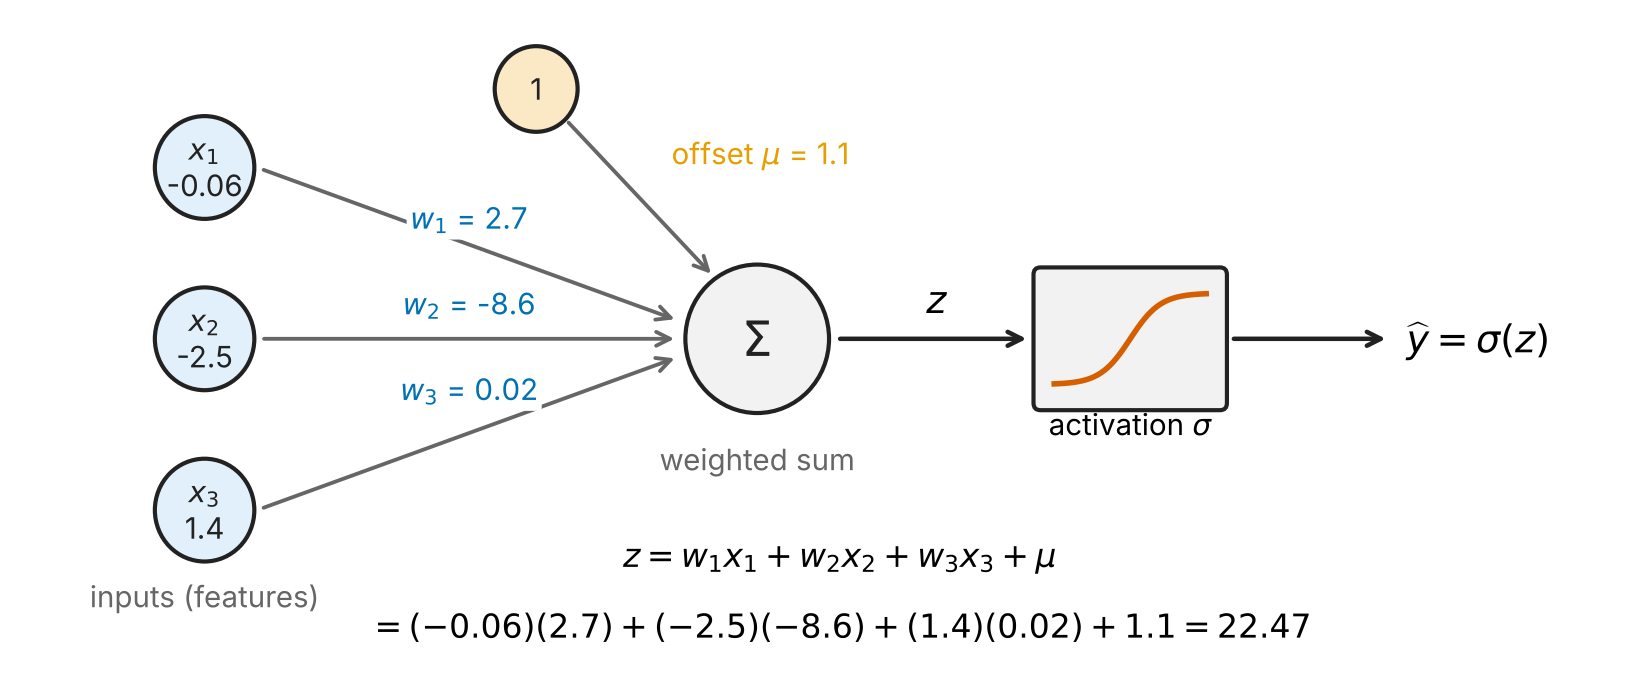 1
x₁
-0.06
offset μ = 1.1
w₁ = 2.7
x₂
-2.5
w₂ = -8.6
w₃ = 0.02
Σ
z
ŷ = σ(z)
activation σ
weighted sum
x₃
1.4
inputs (features)
z = w₁x₁ + w₂x₂ + w₃x₃ + μ
= (−0.06)(2.7) + (−2.5)(−8.6) + (1.4)(0.02) + 1.1 = 22.47